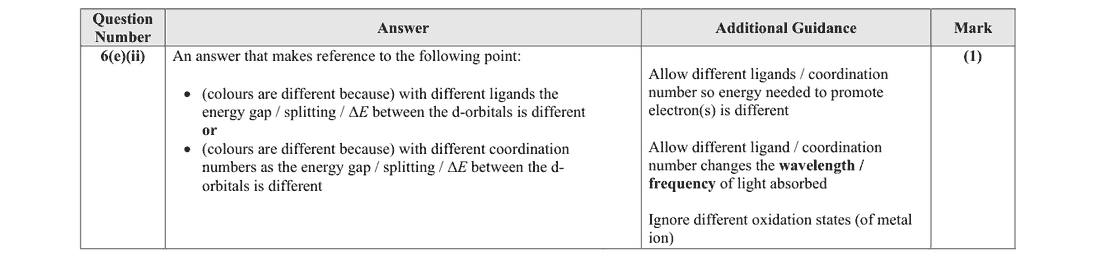 Question Number
Answer
Additional Guidance
Mark
6(e)(ii)
An answer that makes reference to the following point:
• (colours are different because) with different ligands the
energy gap / splitting / ΔE between the d-orbitals is different
or
• (colours are different because) with different coordination
numbers as the energy gap / splitting / ΔE between the d-
orbitals is different
Allow different ligands / coordination
number so energy needed to promote
electron(s) is different
Allow different ligand / coordination
number changes the wavelength /
frequency of light absorbed
Ignore different oxidation states (of metal
ion)
(1)